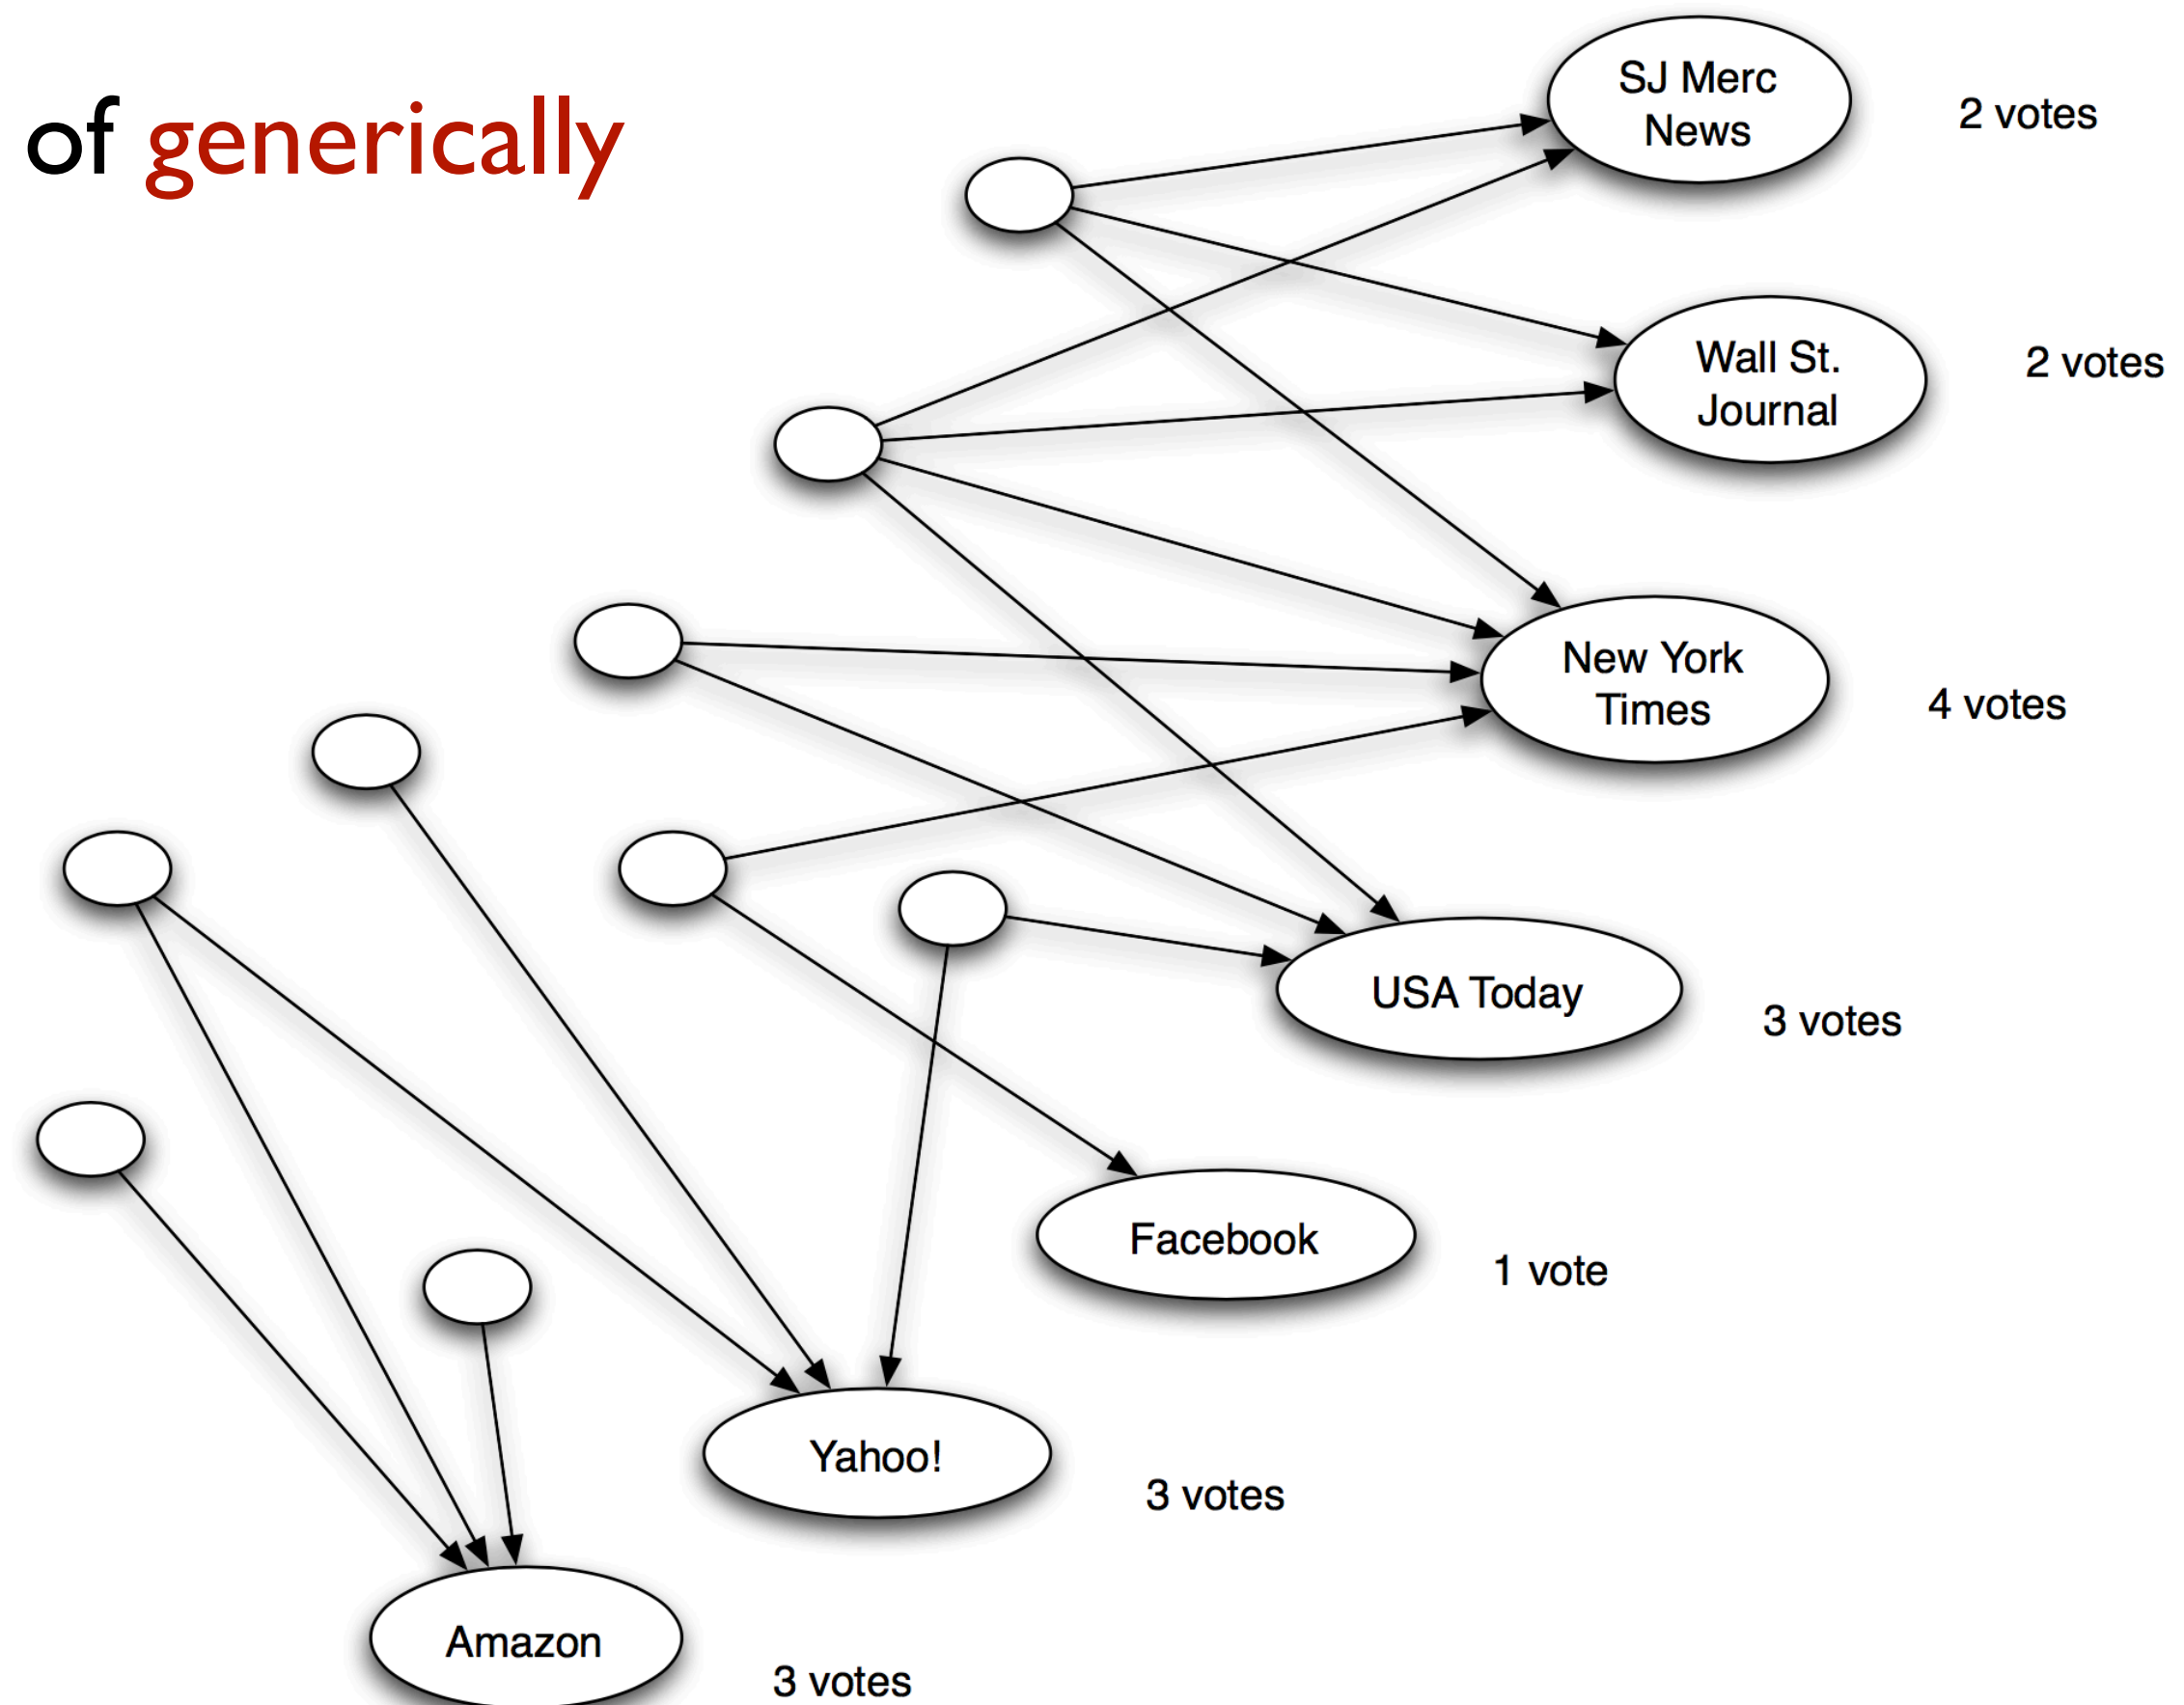 of generically
SJ Merc
News
2 votes
Wall St.
Journal
2 votes
New York
Times
4 votes
USA Today
3 votes
Facebook
1 vote
Yahoo!
3 votes
Amazon
3 votes